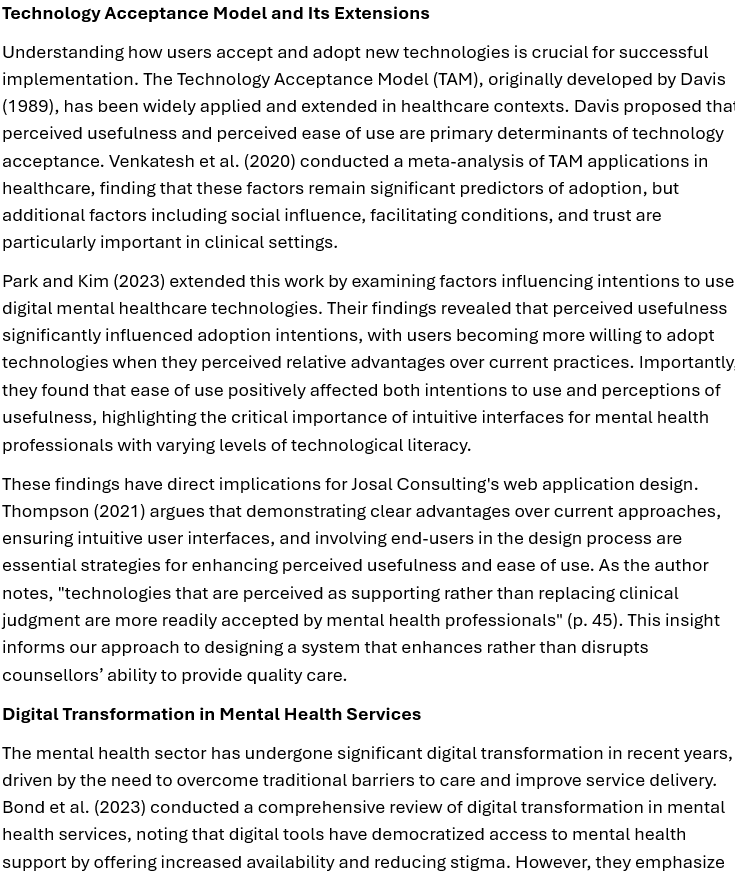 Technology Acceptance Model and Its Extensions
Understanding how users accept and adopt new technologies is crucial for successful
implementation. The Technology Acceptance Model (TAM), originally developed by Davis
(1989), has been widely applied and extended in healthcare contexts. Davis proposed that
perceived usefulness and perceived ease of use are primary determinants of technology
acceptance. Venkatesh et al. (2020) conducted a meta-analysis of TAM applications in
healthcare, finding that these factors remain significant predictors of adoption, but
additional factors including social influence, facilitating conditions, and trust are
particularly important in clinical settings.
Park and Kim (2023) extended this work by examining factors influencing intentions to use
digital mental healthcare technologies. Their findings revealed that perceived usefulness
significantly influenced adoption intentions, with users becoming more willing to adopt
technologies when they perceived relative advantages over current practices. Importantly,
they found that ease of use positively affected both intentions to use and perceptions of
usefulness, highlighting the critical importance of intuitive interfaces for mental health
professionals with varying levels of technological literacy.
These findings have direct implications for Josal Consulting's web application design.
Thompson (2021) argues that demonstrating clear advantages over current approaches,
ensuring intuitive user interfaces, and involving end-users in the design process are
essential strategies for enhancing perceived usefulness and ease of use. As the author
notes, "technologies that are perceived as supporting rather than replacing clinical
judgment are more readily accepted by mental health professionals" (p. 45). This insight
informs our approach to designing a system that enhances rather than disrupts
counsellors’ ability to provide quality care.
Digital Transformation in Mental Health Services
The mental health sector has undergone significant digital transformation in recent years,
driven by the need to overcome traditional barriers to care and improve service delivery.
Bond et al. (2023) conducted a comprehensive review of digital transformation in mental
health services, noting that digital tools have democratized access to mental health
support by offering increased availability and reducing stigma. However, they emphasize